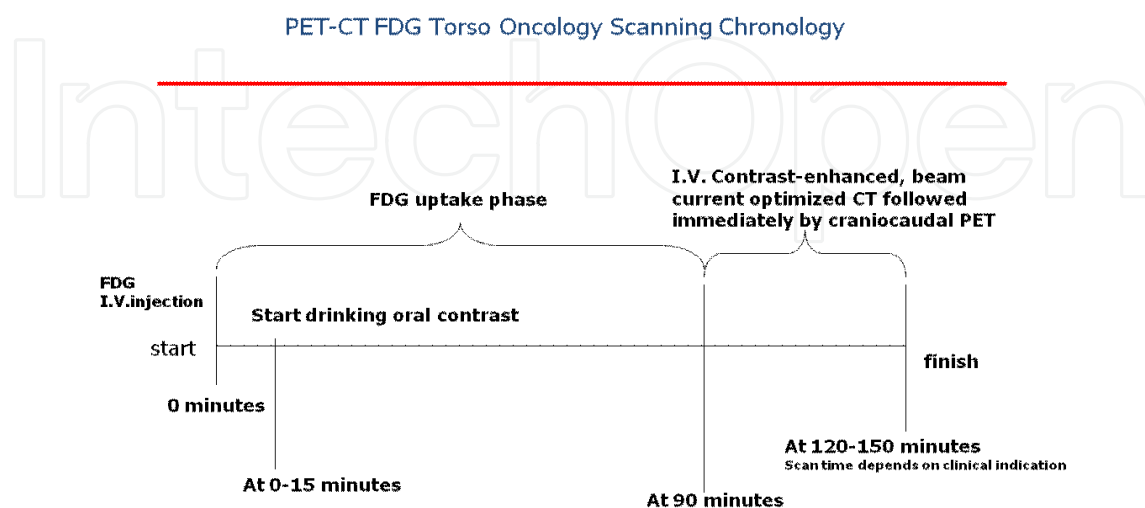 PET-CT FDG Torso Oncology Scanning Chronology
IntechOpen
I.V. Contrast-enhanced, beam
current optimized CT followed
immediately by craniocaudal PET
FDG uptake phase
FDG
I.V.injection
Start drinking oral contrast
start
finish
0 minutes
At 120-150 minutes
Scan time depends on clinical indication
At 0-15 minutes
At 90 minutes